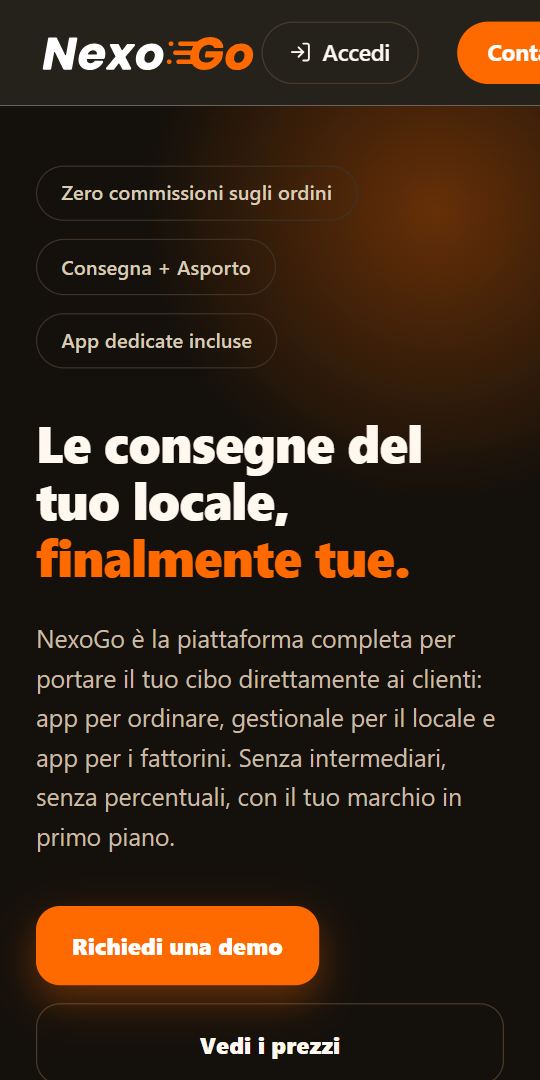 NexoGo
Accedi
Zero commissioni sugli ordini
Consegna + Asporto
App dedicate incluse
Le consegne del
tuo locale,
finalmente tue.
NexoGo è la piattaforma completa per
portare il tuo cibo direttamente ai clienti:
app per ordinare, gestionale per il locale e
app per i fattorini. Senza intermediari,
senza percentuali, con il tuo marchio in
primo piano.
Richiedi una demo
Vedi i prezzi